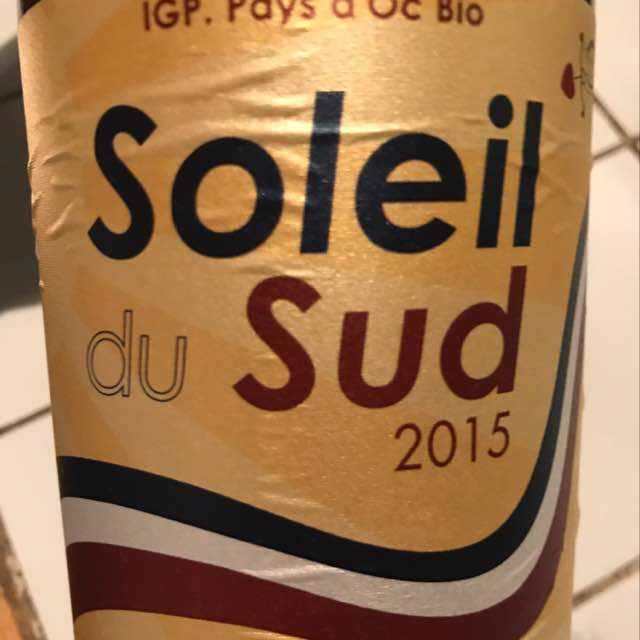 IGP. Pays d'Oc Bio
Soleil
du Sud
2015